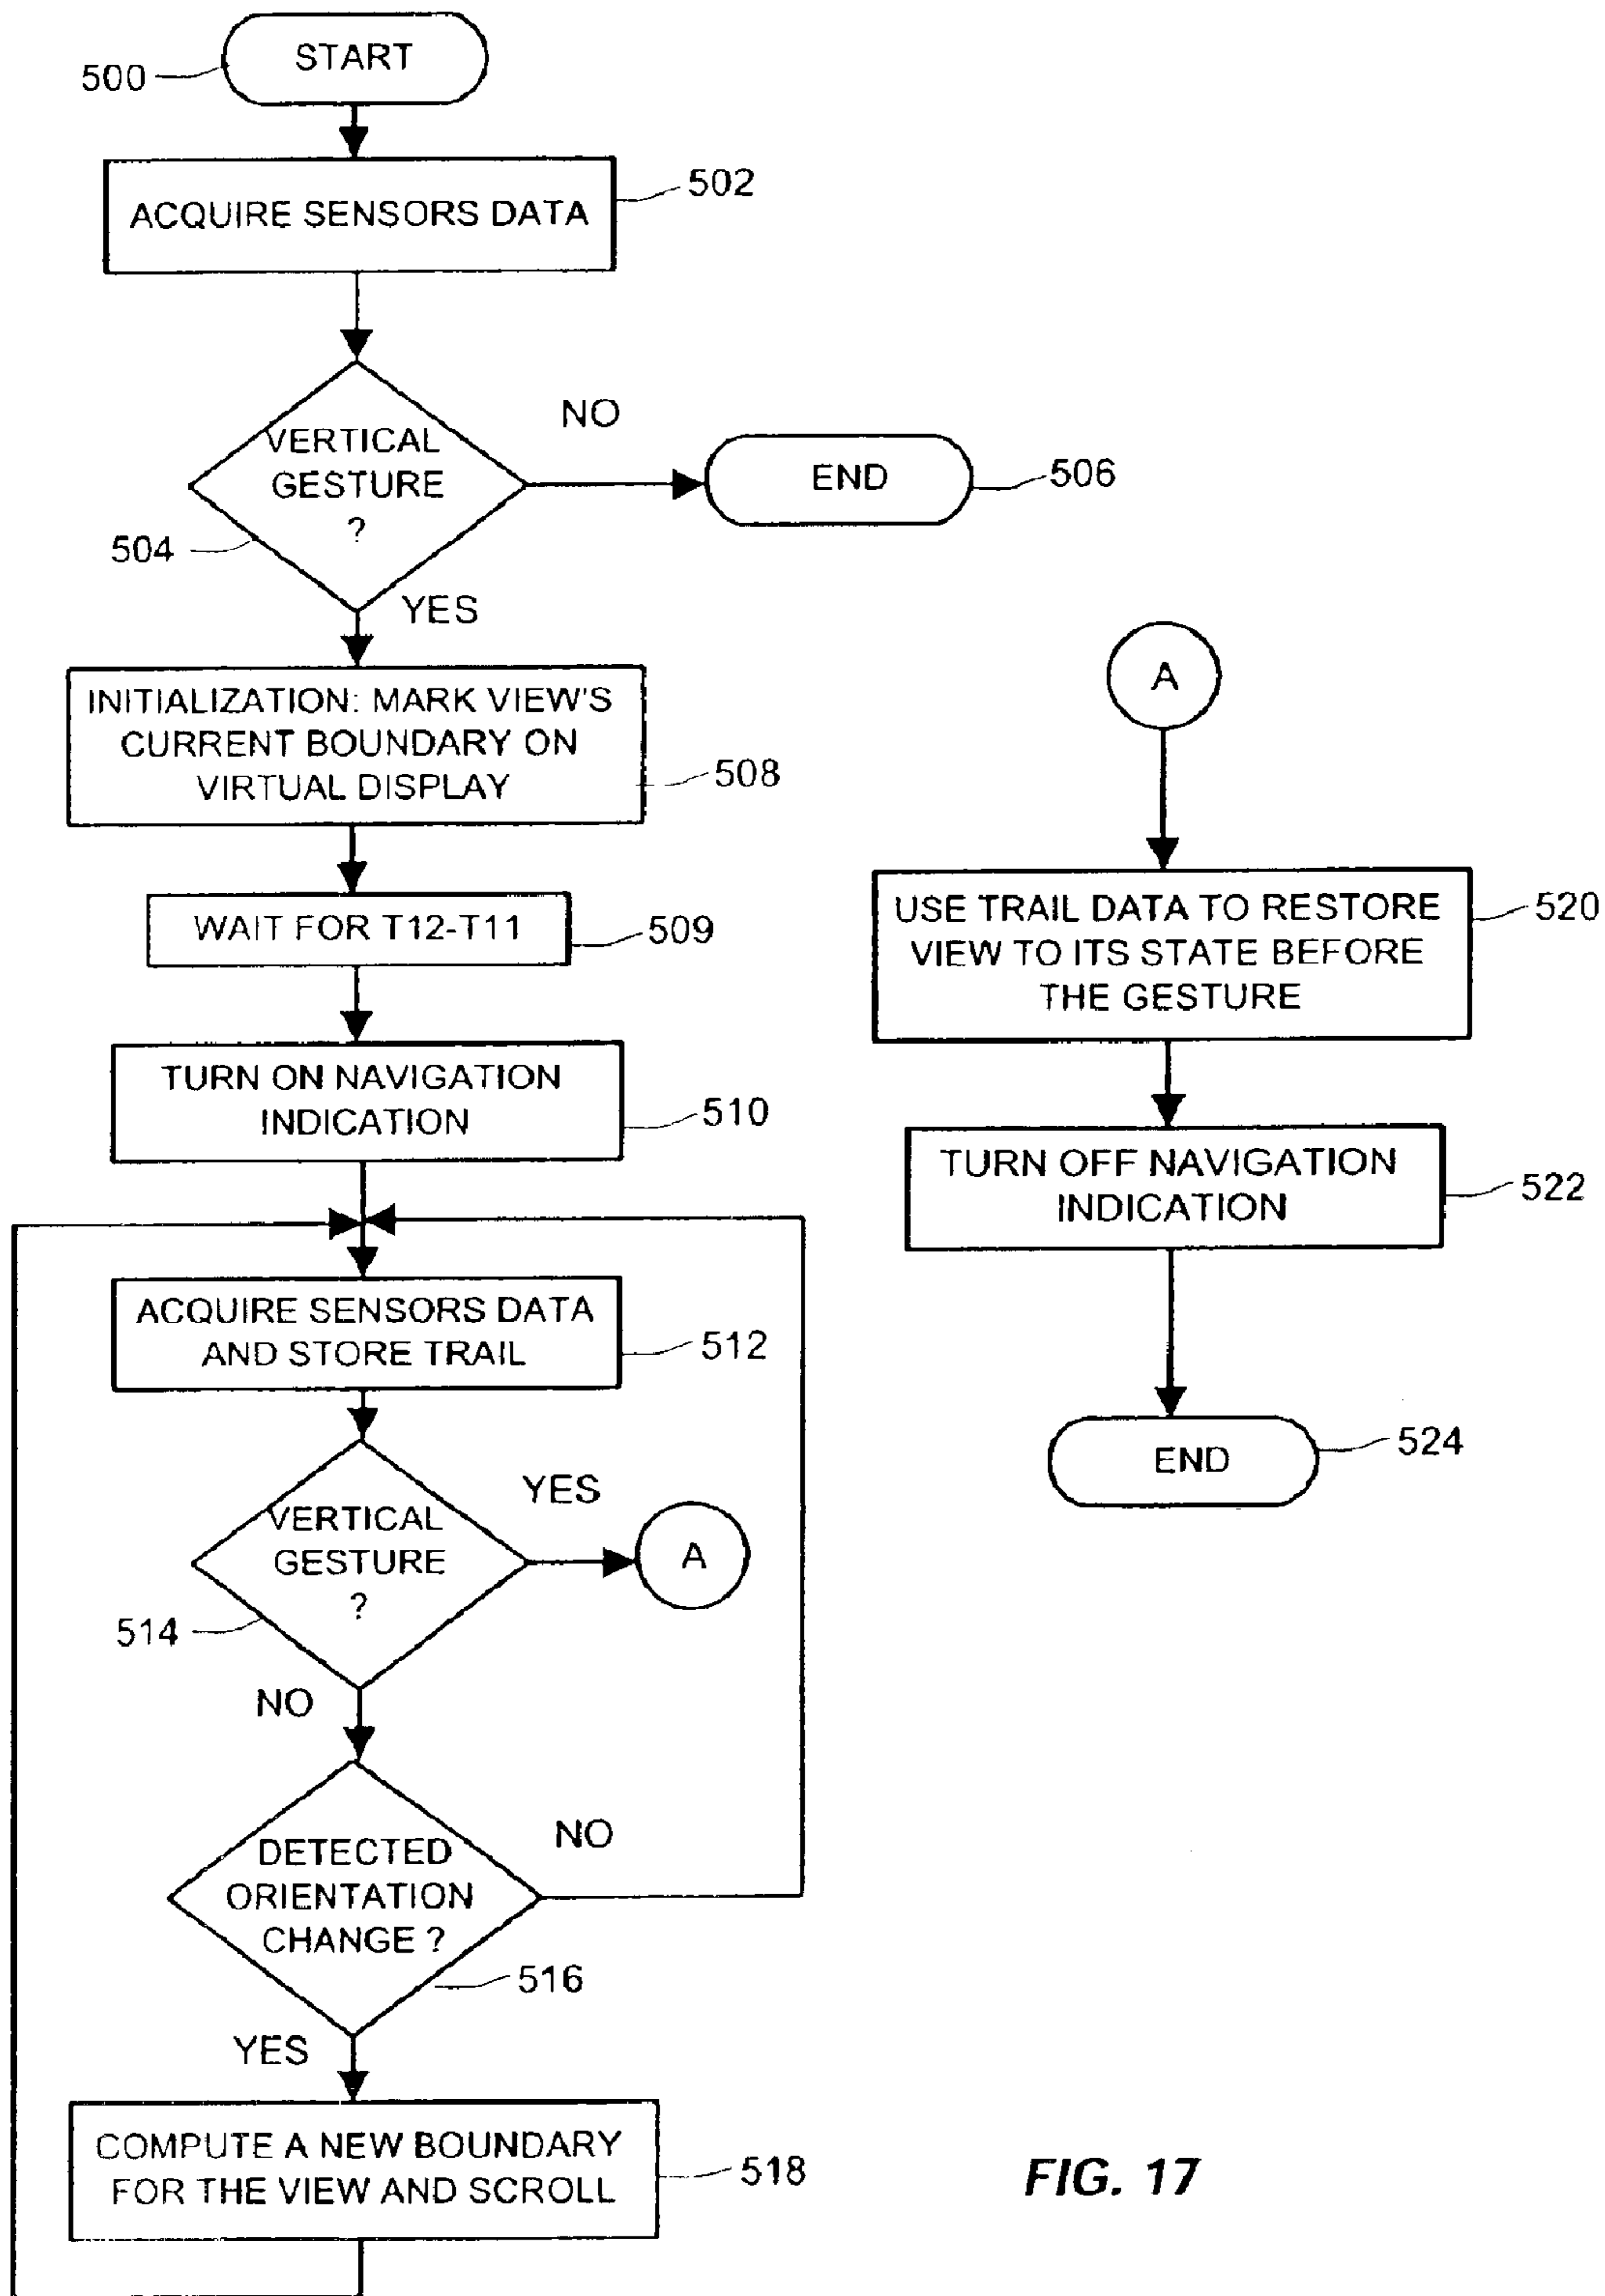 START
500
502
ACQUIRE SENSORS DATA
VERTICAL
GESTURE
?
504
NO
END
506
YES
INITIALIZATION: MARK VIEW'S
CURRENT BOUNDARY ON
VIRTUAL DISPLAY
508
WAIT FOR T12-T11
509
TURN ON NAVIGATION
INDICATION
510
ACQUIRE SENSORS DATA
AND STORE TRAIL
512
VERTICAL
GESTURE
?
514
YES
A
NO
DETECTED
ORIENTATION
CHANGE ?
516
NO
YES
COMPUTE A NEW BOUNDARY
FOR THE VIEW AND SCROLL
518
A
USE TRAIL DATA TO RESTORE
VIEW TO ITS STATE BEFORE
THE GESTURE
520
TURN OFF NAVIGATION
INDICATION
522
END
524
FIG. 17